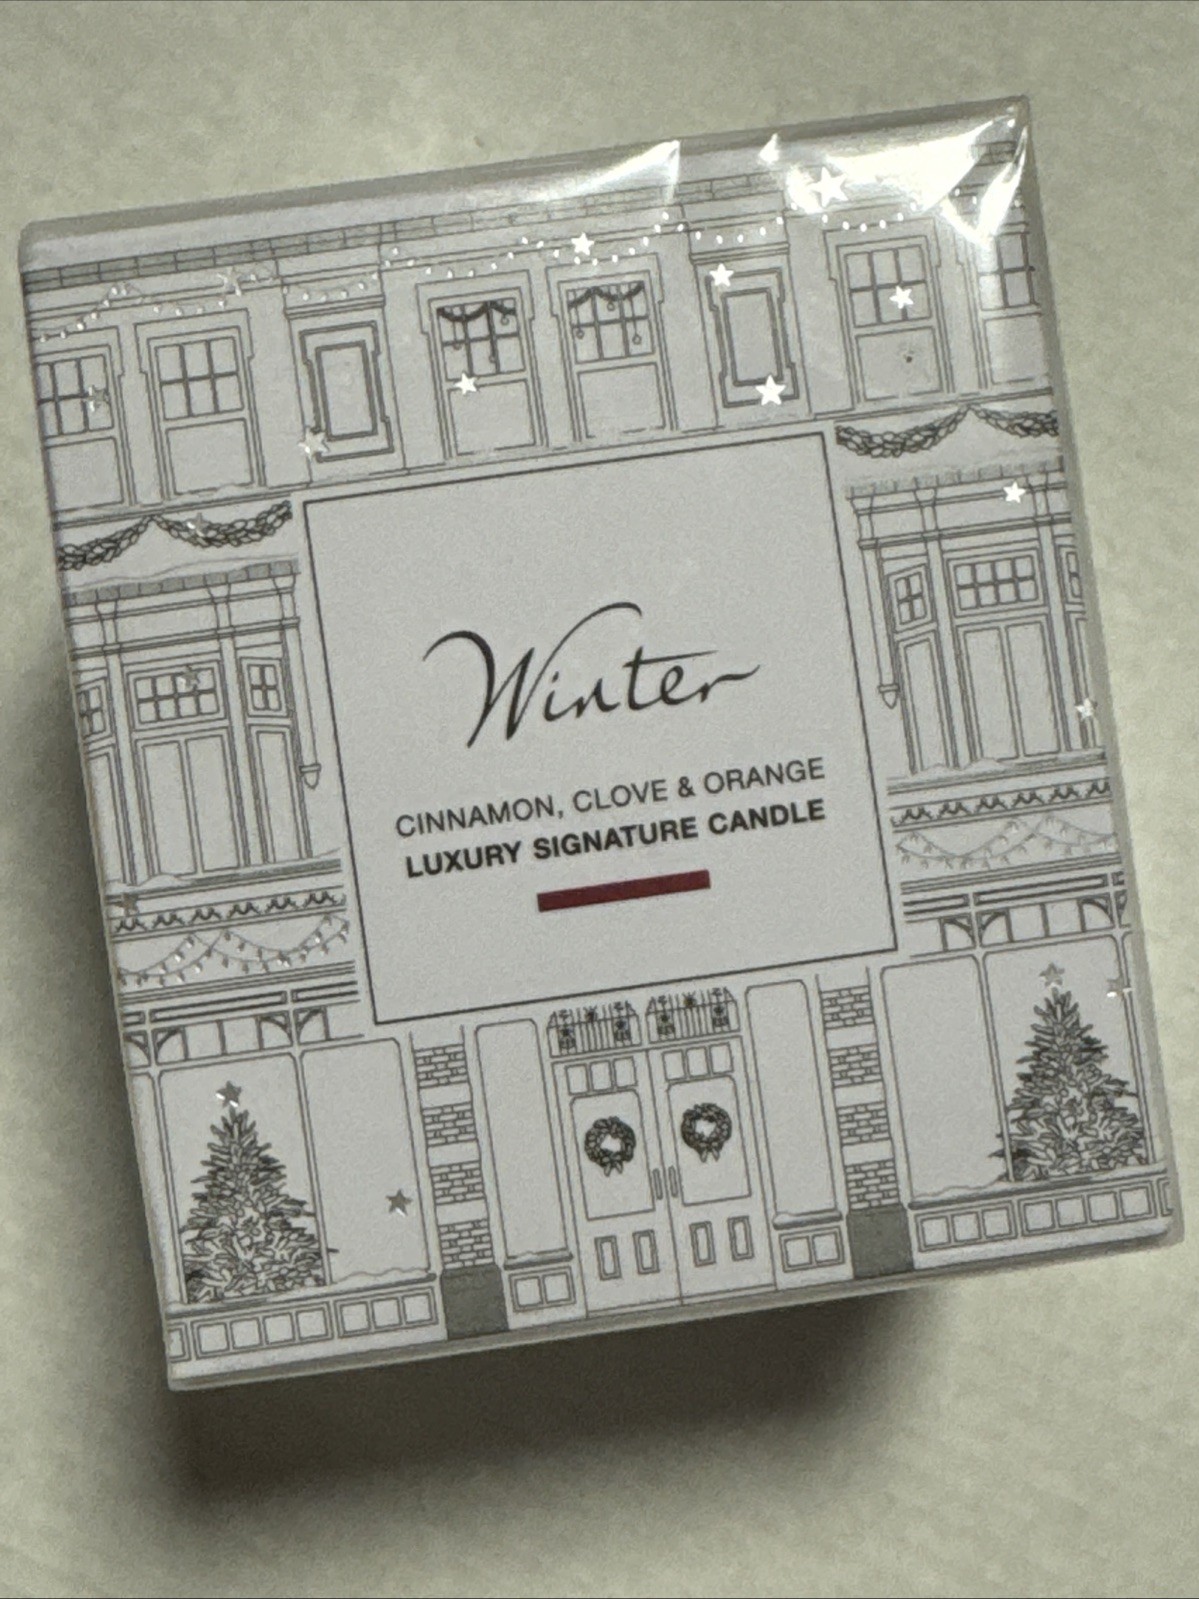 Winter
CINNAMON, CLOVE & ORANGE
LUXURY SIGNATURE CANDLE